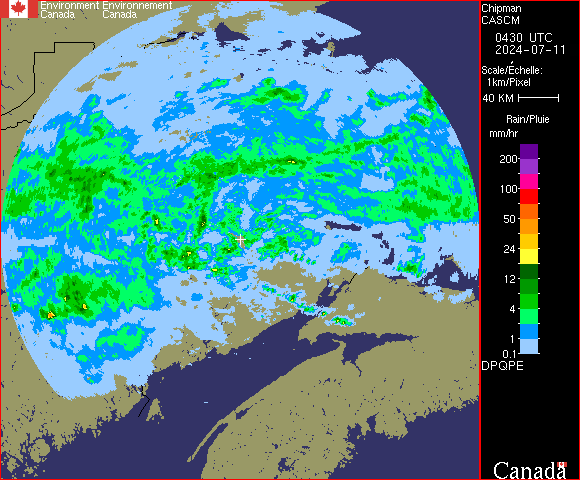 Environment Environnement
Canada Canada
Chipman
CASCM
0430 UTC
2024-07-11
Scale/Échelle:
1km/Pixel
40 KM
Rain/Pluie
mm/hr
200
100
50
24
12
4
1
0.1
DPQPE
Canada